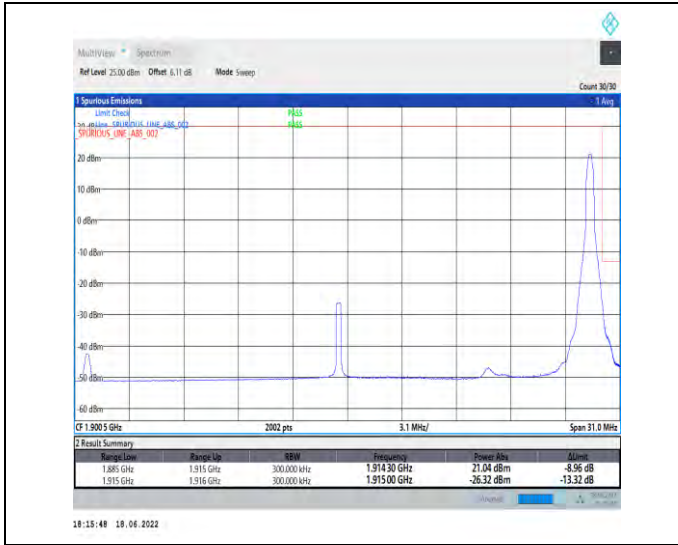 MultiView Spectrum
Ref Level 25.00 dBm Offset 6.11 dB Mode Sweep
Count 30/30
1 Spurious Emissions 1 Avg
Limit Check PASS
Line SPURIOUS_LINE_ABS_002 PASS
SPURIOUS_LINE_ABS_002
20 dBm
10 dBm
0 dBm
-10 dBm
-20 dBm
-30 dBm
-40 dBm
-50 dBm
-60 dBm
CF 1.9005 GHz 2002 pts 3.1 MHz/ Span 31.0 MHz
2 Result Summary
Range Low Range Up RBW Frequency Power Abs ΔLimit
1.885 GHz 1.915 GHz 300.000 kHz 1.91430 GHz 21.04 dBm -8.96 dB
1.915 GHz 1.916 GHz 300.000 kHz 1.91500 GHz -26.32 dBm -13.32 dB
18:15:48 18.06.2022